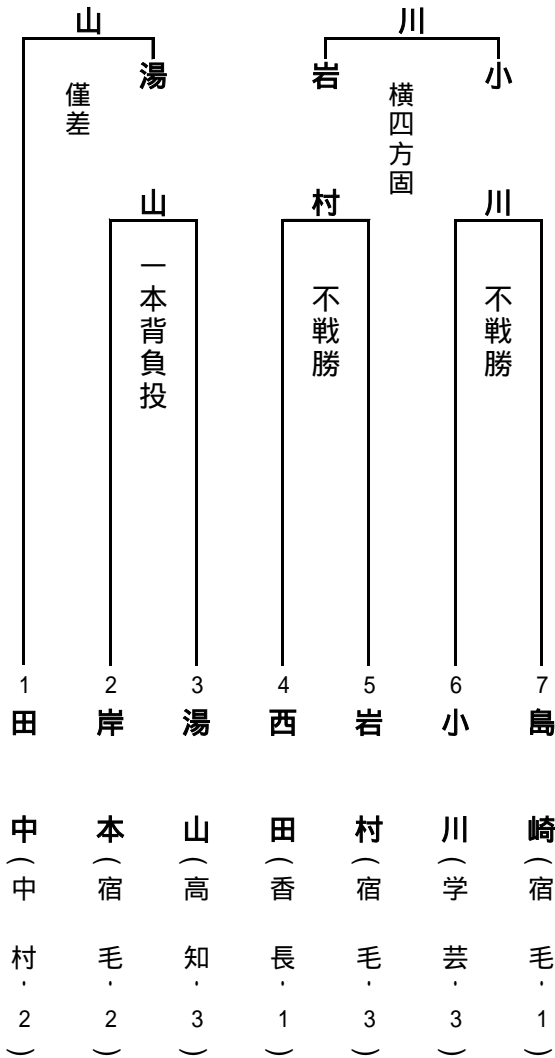 山
川
湯
岩
小
僅差
横四方固
山
村
川
一本背負投
不戦勝
不戦勝
1 田中(中村・2)
2 岸本(宿毛・2)
3 湯山(高知・3)
4 西田(香長・1)
5 岩村(宿毛・3)
6 小川(学芸・3)
7 島崎(宿毛・1)